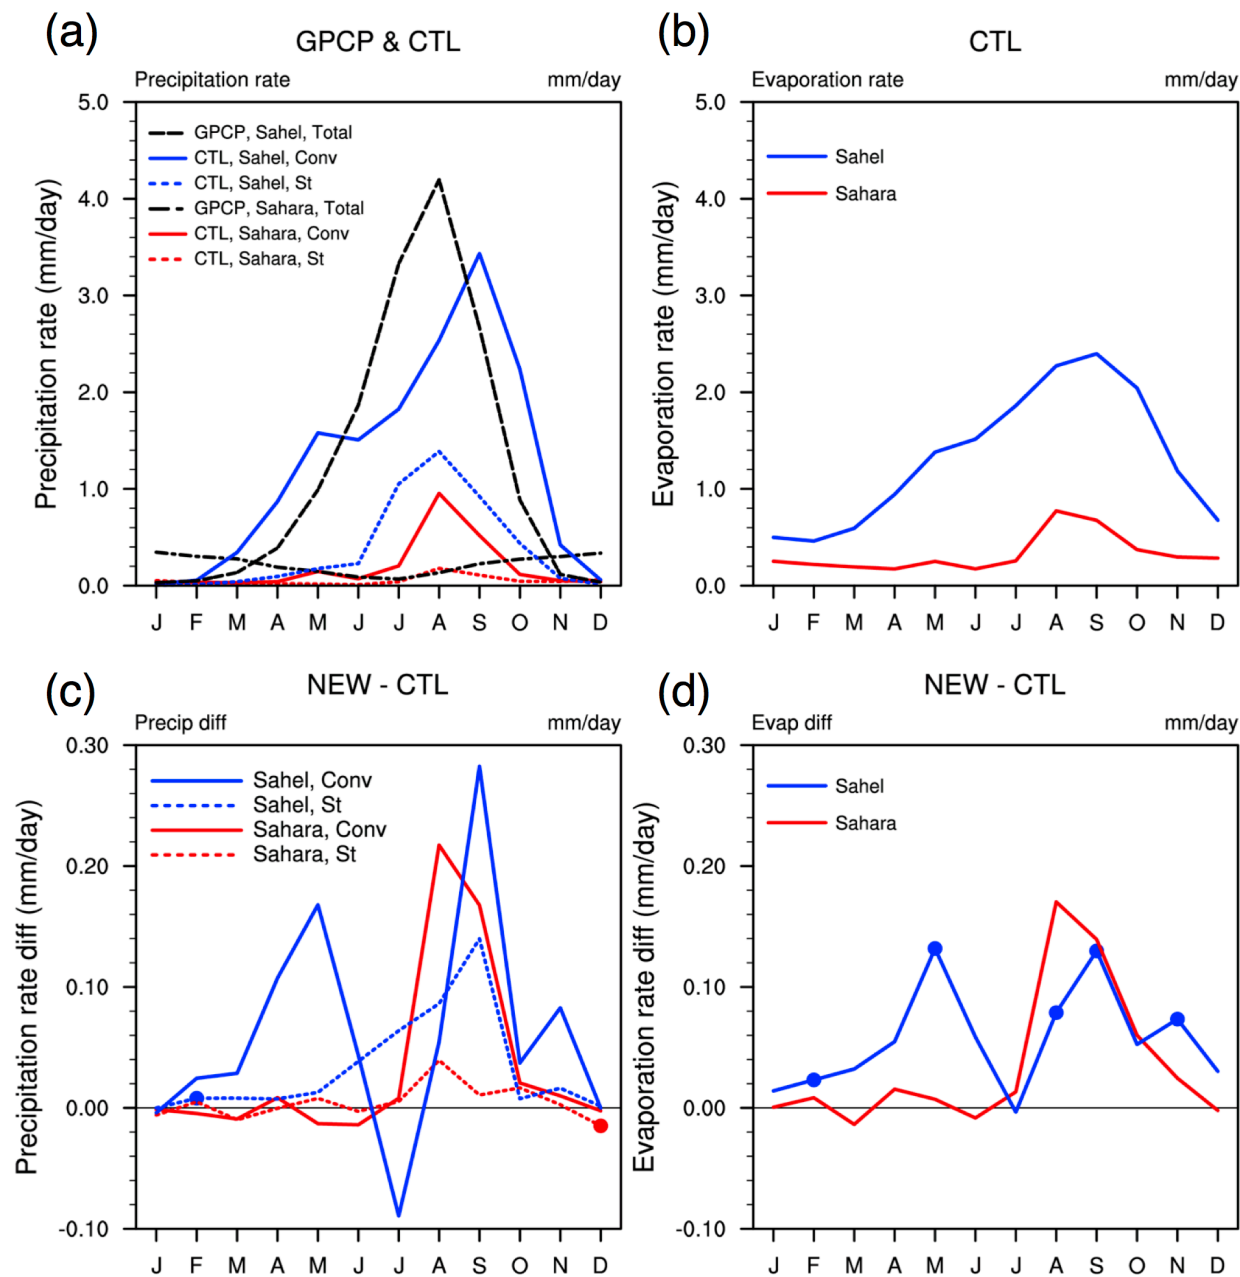 (a)
GPCP & CTL
Precipitation rate mm/day
5.0
4.0
3.0
2.0
1.0
0.0
Precipitation rate (mm/day)
GPCP, Sahel, Total
CTL, Sahel, Conv
CTL, Sahel, St
GPCP, Sahara, Total
CTL, Sahara, Conv
CTL, Sahara, St
J F M A M J J A S O N D
(b)
CTL
Evaporation rate mm/day
5.0
4.0
3.0
2.0
1.0
0.0
Evaporation rate (mm/day)
Sahel
Sahara
J F M A M J J A S O N D
(c)
NEW - CTL
Precip diff mm/day
0.30
0.20
0.10
0.00
-0.10
Precipitation rate diff (mm/day)
Sahel, Conv
Sahel, St
Sahara, Conv
Sahara, St
J F M A M J J A S O N D
(d)
NEW - CTL
Evap diff mm/day
0.30
0.20
0.10
0.00
-0.10
Evaporation rate diff (mm/day)
Sahel
Sahara
J F M A M J J A S O N D